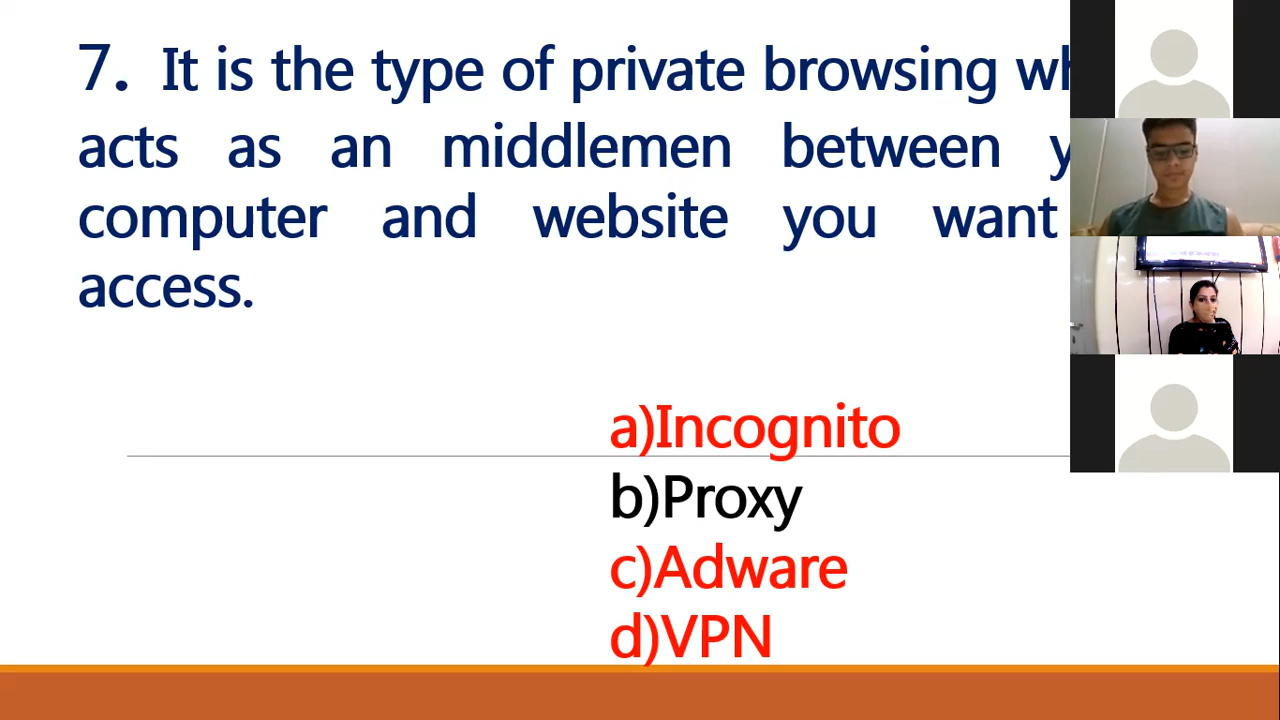 7. It is the type of private browsing
acts as an middlemen between
computer and website you want
access.
a)Incognito
b)Proxy
c)Adware
d)VPN